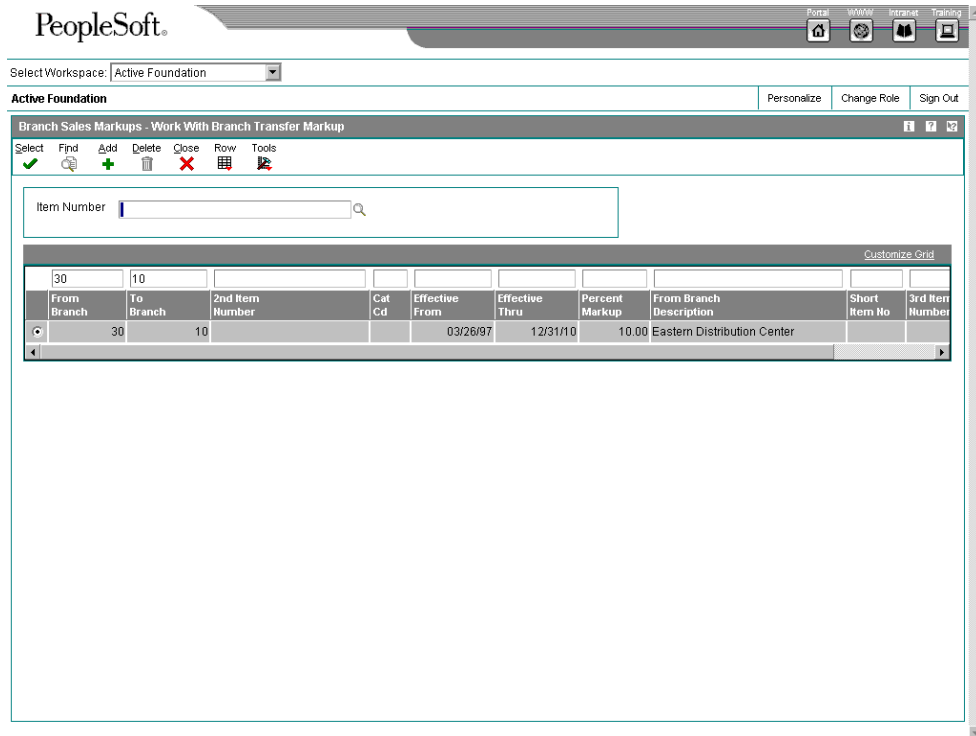 PeopleSoft®
Portal WWW Intranet Training
Select Workspace: Active Foundation
Active Foundation Personalize Change Role Sign Out
Branch Sales Markups - Work With Branch Transfer Markup
Select Find Add Delete Close Row Tools
Item Number
Customize Grid
30 10
From Branch To Branch 2nd Item Number Cat Cd Effective From Effective Thru Percent Markup From Branch Description Short Item No 3rd Item Number
30 10 03/26/97 12/31/10 10.00 Eastern Distribution Center